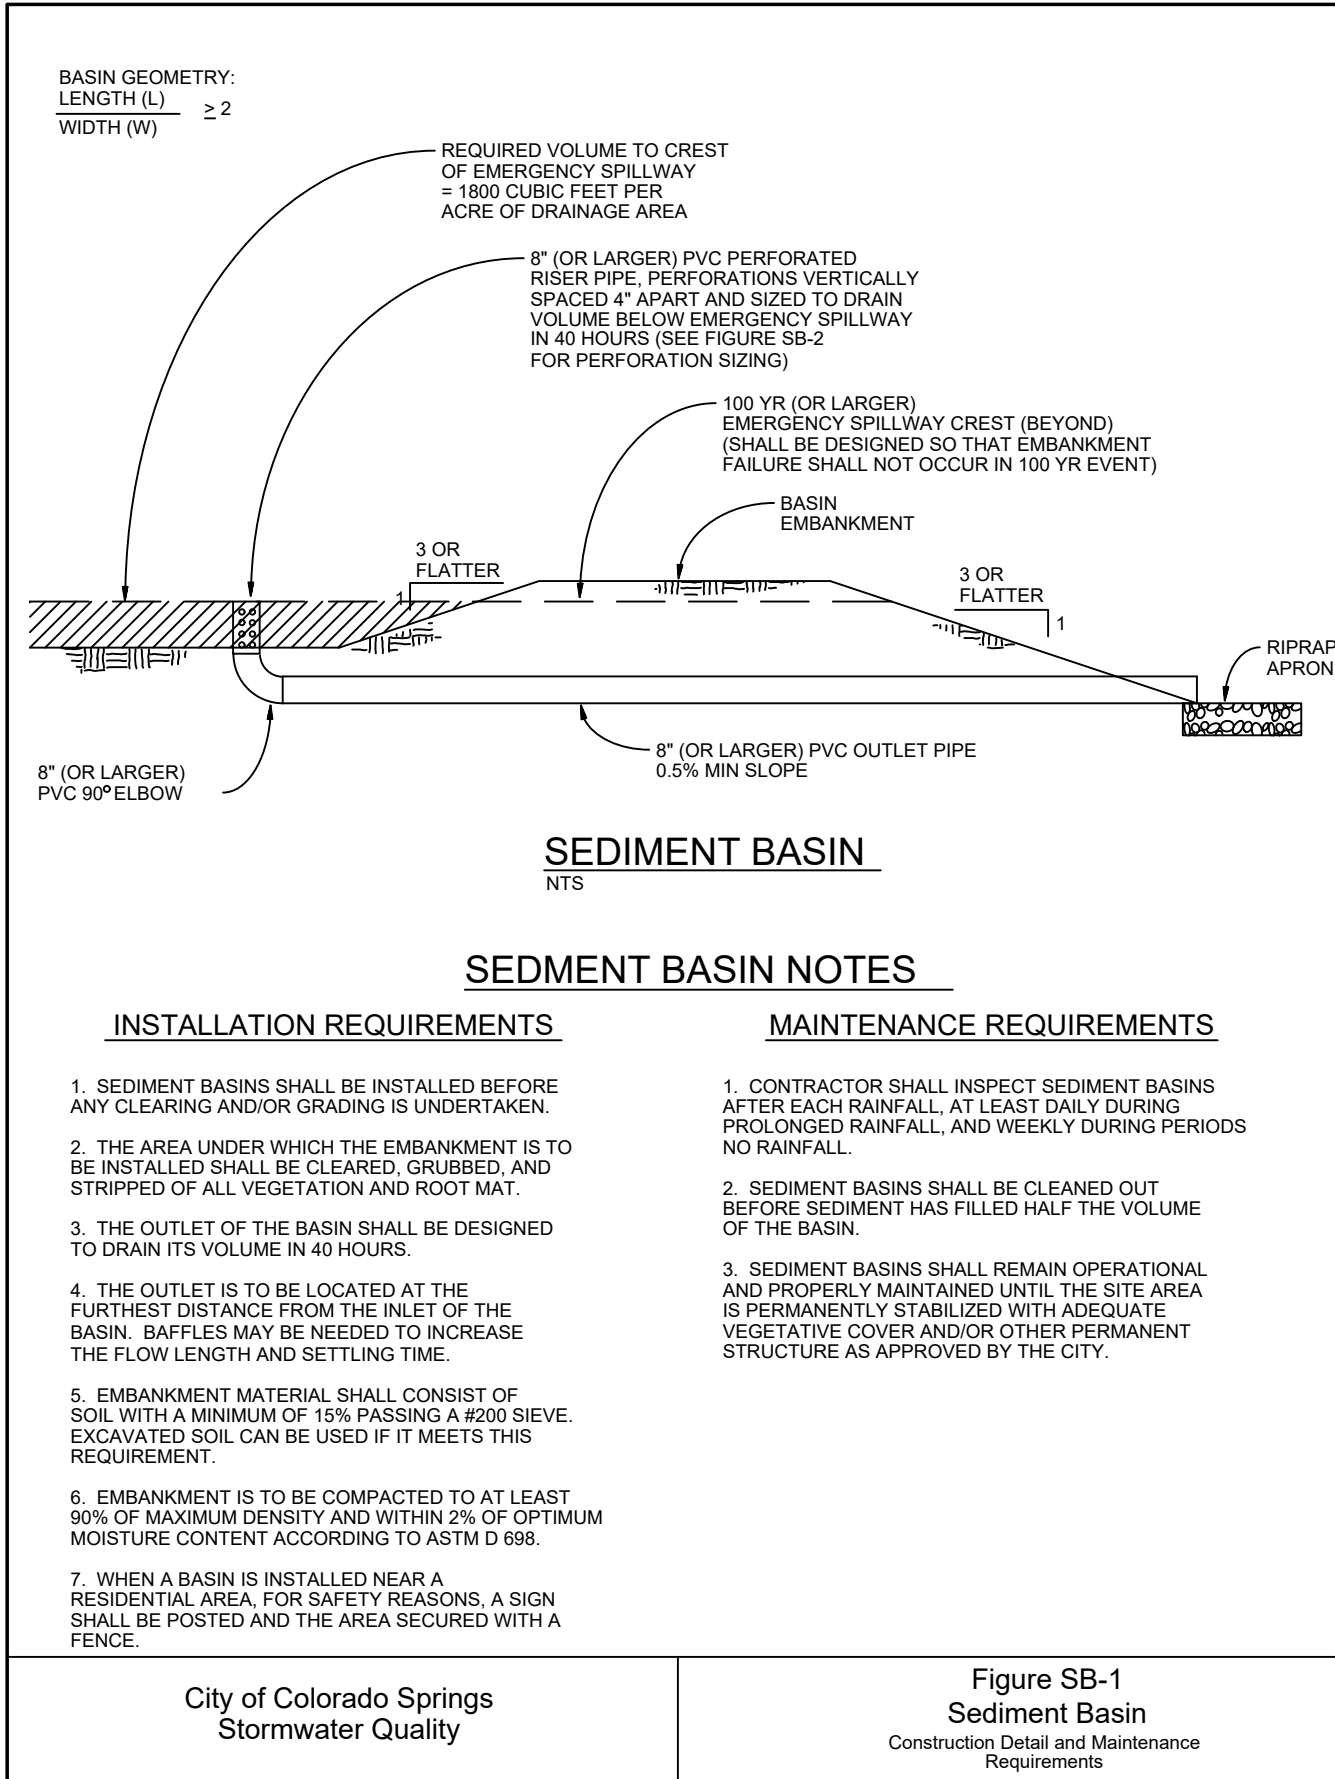 BASIN GEOMETRY:
LENGTH (L)
WIDTH (W)
≥ 2
REQUIRED VOLUME TO CREST
OF EMERGENCY SPILLWAY
= 1800 CUBIC FEET PER
ACRE OF DRAINAGE AREA
8" (OR LARGER) PVC PERFORATED
RISER PIPE, PERFORATIONS VERTICALLY
SPACED 4" APART AND SIZED TO DRAIN
VOLUME BELOW EMERGENCY SPILLWAY
IN 40 HOURS (SEE FIGURE SB-2
FOR PERFORATION SIZING)
100 YR (OR LARGER)
EMERGENCY SPILLWAY CREST (BEYOND)
(SHALL BE DESIGNED SO THAT EMBANKMENT
FAILURE SHALL NOT OCCUR IN 100 YR EVENT)
BASIN
EMBANKMENT
3 OR
FLATTER
1
3 OR
FLATTER
1
RIPRAP
APRON
8" (OR LARGER) PVC OUTLET PIPE
0.5% MIN SLOPE
8" (OR LARGER)
PVC 90° ELBOW
SEDIMENT BASIN
NTS
SEDMENT BASIN NOTES
INSTALLATION REQUIREMENTS
1. SEDIMENT BASINS SHALL BE INSTALLED BEFORE
ANY CLEARING AND/OR GRADING IS UNDERTAKEN.
2. THE AREA UNDER WHICH THE EMBANKMENT IS TO
BE INSTALLED SHALL BE CLEARED, GRUBBED, AND
STRIPPED OF ALL VEGETATION AND ROOT MAT.
3. THE OUTLET OF THE BASIN SHALL BE DESIGNED
TO DRAIN ITS VOLUME IN 40 HOURS.
4. THE OUTLET IS TO BE LOCATED AT THE
FURTHEST DISTANCE FROM THE INLET OF THE
BASIN. BAFFLES MAY BE NEEDED TO INCREASE
THE FLOW LENGTH AND SETTLING TIME.
5. EMBANKMENT MATERIAL SHALL CONSIST OF
SOIL WITH A MINIMUM OF 15% PASSING A #200 SIEVE.
EXCAVATED SOIL CAN BE USED IF IT MEETS THIS
REQUIREMENT.
6. EMBANKMENT IS TO BE COMPACTED TO AT LEAST
90% OF MAXIMUM DENSITY AND WITHIN 2% OF OPTIMUM
MOISTURE CONTENT ACCORDING TO ASTM D 698.
7. WHEN A BASIN IS INSTALLED NEAR A
RESIDENTIAL AREA, FOR SAFETY REASONS, A SIGN
SHALL BE POSTED AND THE AREA SECURED WITH A
FENCE.
MAINTENANCE REQUIREMENTS
1. CONTRACTOR SHALL INSPECT SEDIMENT BASINS
AFTER EACH RAINFALL, AT LEAST DAILY DURING
PROLONGED RAINFALL, AND WEEKLY DURING PERIODS
NO RAINFALL.
2. SEDIMENT BASINS SHALL BE CLEANED OUT
BEFORE SEDIMENT HAS FILLED HALF THE VOLUME
OF THE BASIN.
3. SEDIMENT BASINS SHALL REMAIN OPERATIONAL
AND PROPERLY MAINTAINED UNTIL THE SITE AREA
IS PERMANENTLY STABILIZED WITH ADEQUATE
VEGETATIVE COVER AND/OR OTHER PERMANENT
STRUCTURE AS APPROVED BY THE CITY.
City of Colorado Springs
Stormwater Quality
Figure SB-1
Sediment Basin
Construction Detail and Maintenance
Requirements